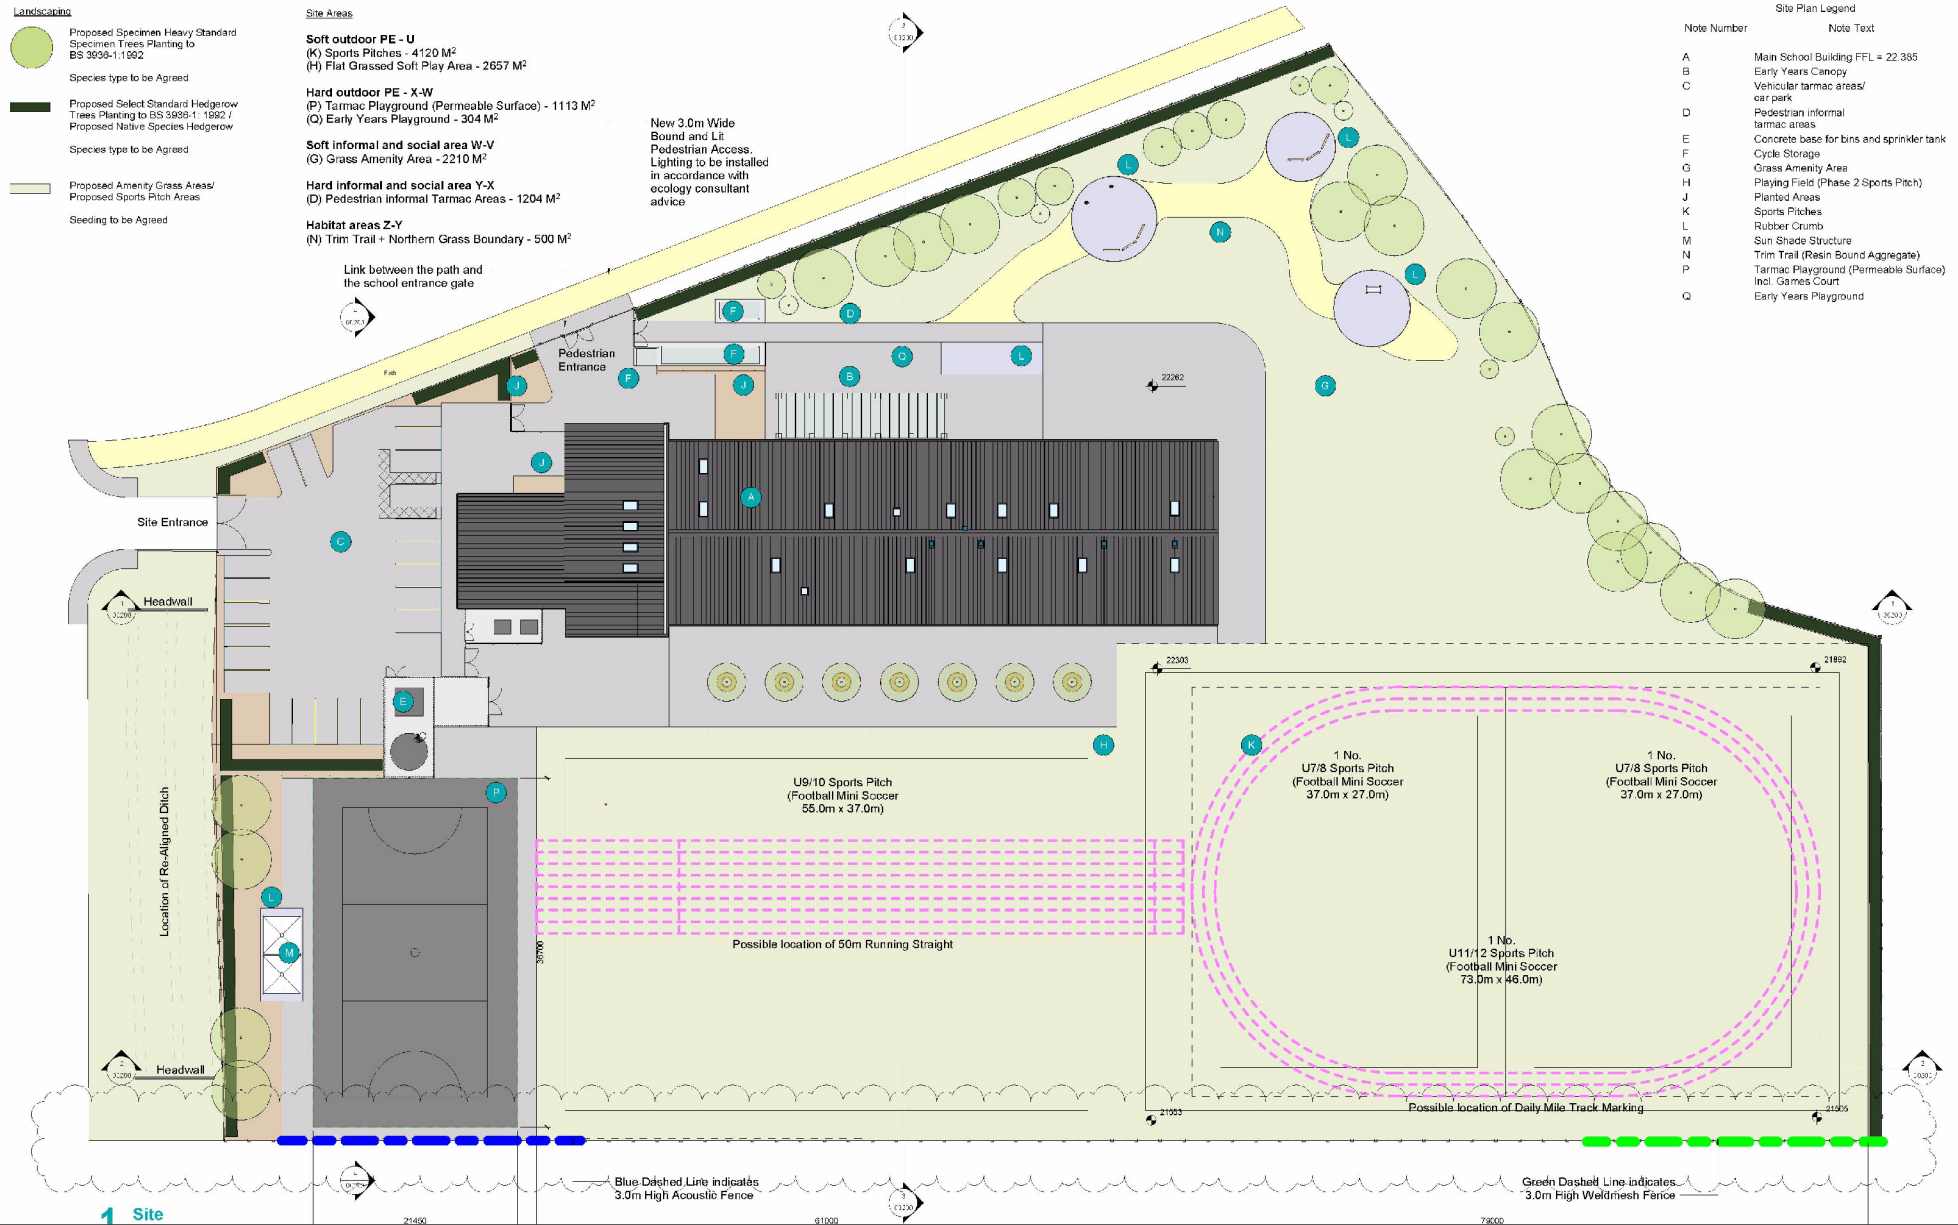 Landscaping
Proposed Specimen Heavy Standard
Specimen Trees Planting to
BS 3936-1:1992
Species type to be Agreed
Proposed Select Standard Hedgerow
Trees Planting to BS 3936-1: 1992 /
Proposed Native Species Hedgerow
Species type to be Agreed
Proposed Amenity Grass Areas/
Proposed Sports Pitch Areas
Seeding to be Agreed
Site Areas
Soft outdoor PE - U
(K) Sports Pitches - 4120 M²
(H) Flat Grassed Soft Play Area - 2657 M²
Hard outdoor PE - X-W
(P) Tarmac Playground (Permeable Surface) - 1113 M²
(Q) Early Years Playground - 304 M²
Soft informal and social area W-V
(G) Grass Amenity Area - 2210 M²
Hard informal and social area Y-X
(D) Pedestrian informal Tarmac Areas - 1204 M²
Habitat areas Z-Y
(N) Trim Trail + Northern Grass Boundary - 500 M²
Link between the path and
the school entrance gate
New 3.0m Wide
Bound and Lit
Pedestrian Access.
Lighting to be installed
in accordance with
ecology consultant
advice
Site Plan Legend
Note Number Note Text
A Main School Building FFL = 22.385
B Early Years Canopy
C Vehicular tarmac areas/
car park
D Pedestrian informal
tarmac areas
E Concrete base for bins and sprinkler tank
F Cycle Storage
G Grass Amenity Area
H Playing Field (Phase 2 Sports Pitch)
J Planted Areas
K Sports Pitches
L Rubber Crumb
M Sun Shade Structure
N Trim Trail (Resin Bound Aggregate)
P Tarmac Playground (Permeable Surface)
Incl. Games Court
Q Early Years Playground
L
L
N
L
F
D
Path
Pedestrian
Entrance
F
Q
L
J
F
J
B
22262
G
J
A
Site Entrance
C
Headwall
22303
21892
E
H
K
P
U9/10 Sports Pitch
(Football Mini Soccer
55.0m x 37.0m)
1 No.
U7/8 Sports Pitch
(Football Mini Soccer
37.0m x 27.0m)
1 No.
U7/8 Sports Pitch
(Football Mini Soccer
37.0m x 27.0m)
Location of Re-Aligned Ditch
L
M
36700
Possible location of 50m Running Straight
1 No.
U11/12 Sports Pitch
(Football Mini Soccer
73.0m x 46.0m)
Headwall
Possible location of Daily Mile Track Marking
21505
Blue Dashed Line indicates
3.0m High Acoustic Fence
Green Dashed Line indicates
3.0m High Weldmesh Fence
1 Site
21450
61000
79000